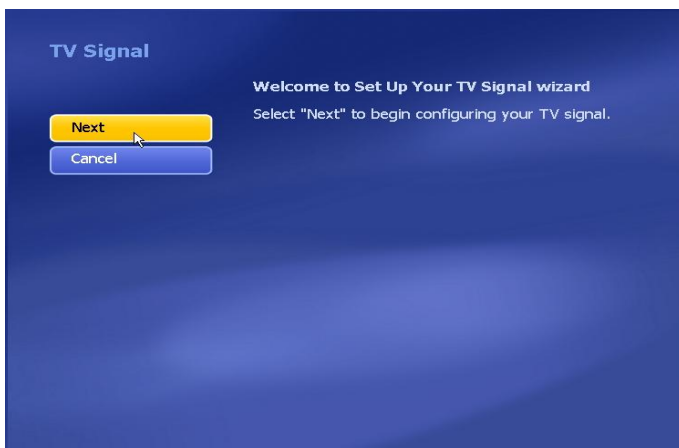 TV Signal
Welcome to Set Up Your TV Signal wizard
Select "Next" to begin configuring your TV signal.
Next
Cancel